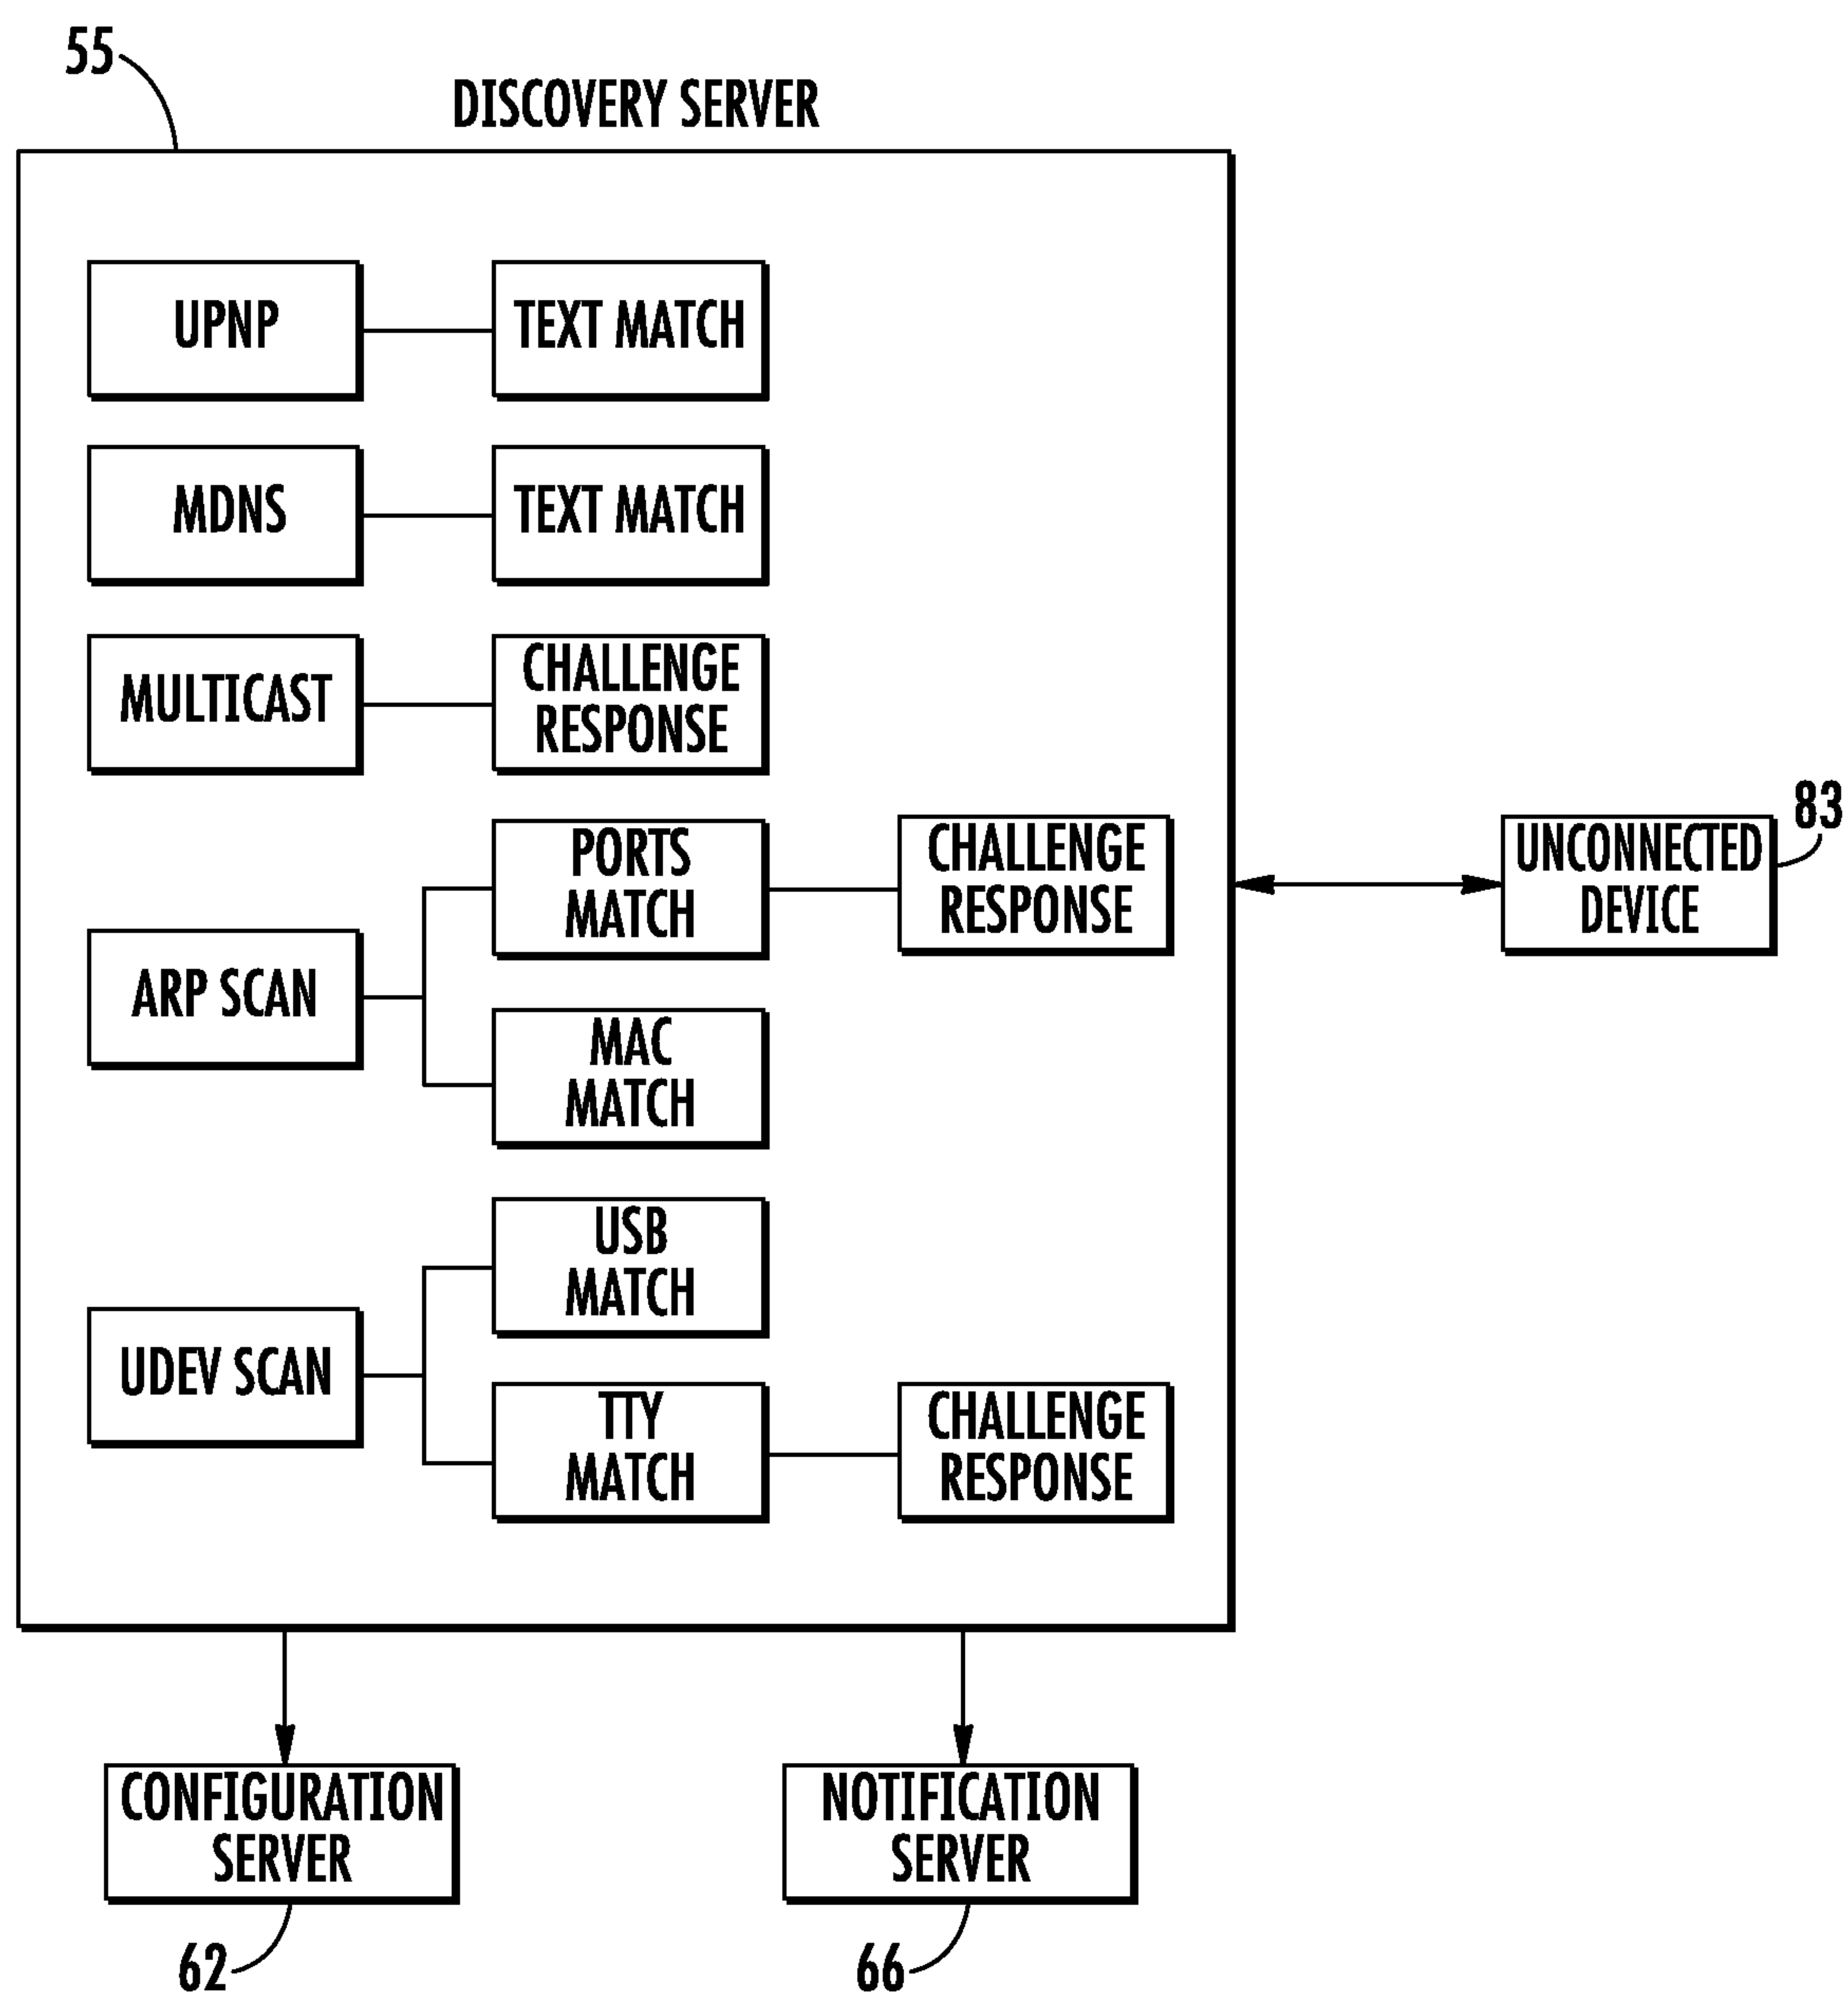 55
DISCOVERY SERVER
UPNP
TEXT MATCH
MDNS
TEXT MATCH
MULTICAST
CHALLENGE
RESPONSE
ARP SCAN
PORTS
MATCH
CHALLENGE
RESPONSE
MAC
MATCH
UDEV SCAN
USB
MATCH
TTY
MATCH
CHALLENGE
RESPONSE
83
UNCONNECTED
DEVICE
CONFIGURATION
SERVER
62
NOTIFICATION
SERVER
66